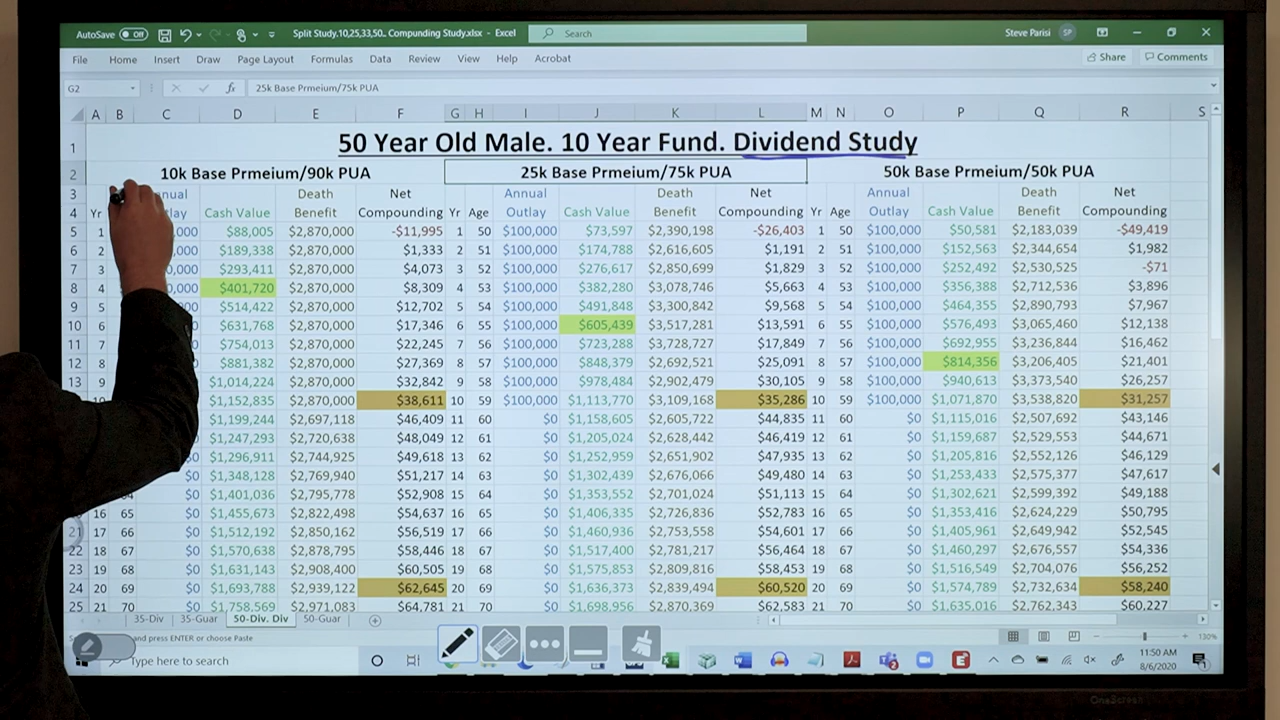 AutoSave Off Split Study.10,25,33,50.. Compunding Study.xlsx - Excel Search Steve Parisi SP
File Home Insert Draw Page Layout Formulas Data Review View Help Acrobat Share Comments
G2 fx 25k Base Prmeium/75k PUA
A B C D E F G H I J K L M N O P Q R S
1 50 Year Old Male. 10 Year Fund. Dividend Study
2 10k Base Prmeium/90k PUA 25k Base Prmeium/75k PUA 50k Base Prmeium/50k PUA
3 Death Net Annual Death Net Annual Death Net
4 Yr Cash Value Benefit Compounding Yr Age Outlay Cash Value Benefit Compounding Yr Age Outlay Cash Value Benefit Compounding
5 1 $88,005 $2,870,000 -$11,995 1 50 $100,000 $73,597 $2,390,198 -$26,403 1 50 $100,000 $50,581 $2,183,039 -$49,419
6 2 $189,338 $2,870,000 $1,333 2 51 $100,000 $174,788 $2,616,605 $1,191 2 51 $100,000 $152,563 $2,344,654 $1,982
7 3 $293,411 $2,870,000 $4,073 3 52 $100,000 $276,617 $2,850,699 $1,829 3 52 $100,000 $252,492 $2,530,525 -$71
8 4 $401,720 $2,870,000 $8,309 4 53 $100,000 $382,280 $3,078,746 $5,663 4 53 $100,000 $356,388 $2,712,536 $3,896
9 5 $514,422 $2,870,000 $12,702 5 54 $100,000 $491,848 $3,300,842 $9,568 5 54 $100,000 $464,355 $2,890,793 $7,967
10 6 $631,768 $2,870,000 $17,346 6 55 $100,000 $605,439 $3,517,281 $13,591 6 55 $100,000 $576,493 $3,065,460 $12,138
11 7 $754,013 $2,870,000 $22,245 7 56 $100,000 $723,288 $3,728,727 $17,849 7 56 $100,000 $692,955 $3,236,844 $16,462
12 8 $881,382 $2,870,000 $27,369 8 57 $100,000 $848,379 $2,692,521 $25,091 8 57 $100,000 $814,356 $3,206,405 $21,401
13 9 $1,014,224 $2,870,000 $32,842 9 58 $100,000 $978,484 $2,902,479 $30,105 9 58 $100,000 $940,613 $3,373,540 $26,257
10 $1,152,835 $2,870,000 $38,611 10 59 $100,000 $1,113,770 $3,109,168 $35,286 10 59 $100,000 $1,071,870 $3,538,820 $31,257
$1,199,244 $2,697,118 $46,409 11 60 $0 $1,158,605 $2,605,722 $44,835 11 60 $0 $1,115,016 $2,507,692 $43,146
$0 $1,247,293 $2,720,638 $48,049 12 61 $0 $1,205,024 $2,628,442 $46,419 12 61 $0 $1,159,687 $2,529,553 $44,671
$0 $1,296,911 $2,744,925 $49,618 13 62 $0 $1,252,959 $2,651,902 $47,935 13 62 $0 $1,205,816 $2,552,126 $46,129
$0 $1,348,128 $2,769,940 $51,217 14 63 $0 $1,302,439 $2,676,066 $49,480 14 63 $0 $1,253,433 $2,575,377 $47,617
$0 $1,401,036 $2,795,778 $52,908 15 64 $0 $1,353,552 $2,701,024 $51,113 15 64 $0 $1,302,621 $2,599,392 $49,188
16 65 $0 $1,455,673 $2,822,498 $54,637 16 65 $0 $1,406,335 $2,726,836 $52,783 16 65 $0 $1,353,416 $2,624,229 $50,795
21 17 66 $0 $1,512,192 $2,850,162 $56,519 17 66 $0 $1,460,936 $2,753,558 $54,601 17 66 $0 $1,405,961 $2,649,942 $52,545
22 18 67 $0 $1,570,638 $2,878,795 $58,446 18 67 $0 $1,517,400 $2,781,217 $56,464 18 67 $0 $1,460,297 $2,676,557 $54,336
23 19 68 $0 $1,631,143 $2,908,400 $60,505 19 68 $0 $1,575,853 $2,809,816 $58,453 19 68 $0 $1,516,549 $2,704,076 $56,252
24 20 69 $0 $1,693,788 $2,939,122 $62,645 20 69 $0 $1,636,373 $2,839,494 $60,520 20 69 $0 $1,574,789 $2,732,634 $58,240
25 21 70 $0 $1,758,569 $2,971,083 $64,781 21 70 $0 $1,698,956 $2,870,369 $62,583 21 70 $0 $1,635,016 $2,762,343 $60,227
35-Div 35-Guar 50-Div. Div 50-Guar
and press ENTER or choose Paste 130%
Type here to search 11:50 AM
8/6/2020
OneScreen